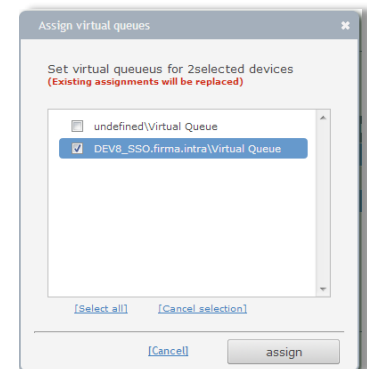 Assign virtual queues
Set virtual queueus for 2selected devices
(Existing assignments will be replaced)
undefined\Virtual Queue
DEV8_SSO.firma.intra\Virtual Queue
[Select all] [Cancel selection]
[Cancel] assign